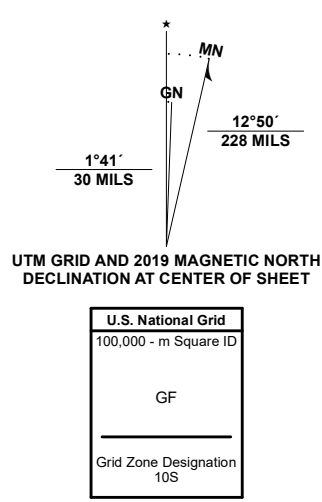 ★
MN
GN
12°50´
228 MILS
1°41´
30 MILS
UTM GRID AND 2019 MAGNETIC NORTH
DECLINATION AT CENTER OF SHEET
U.S. National Grid
100,000 - m Square ID
GF
Grid Zone Designation
10S